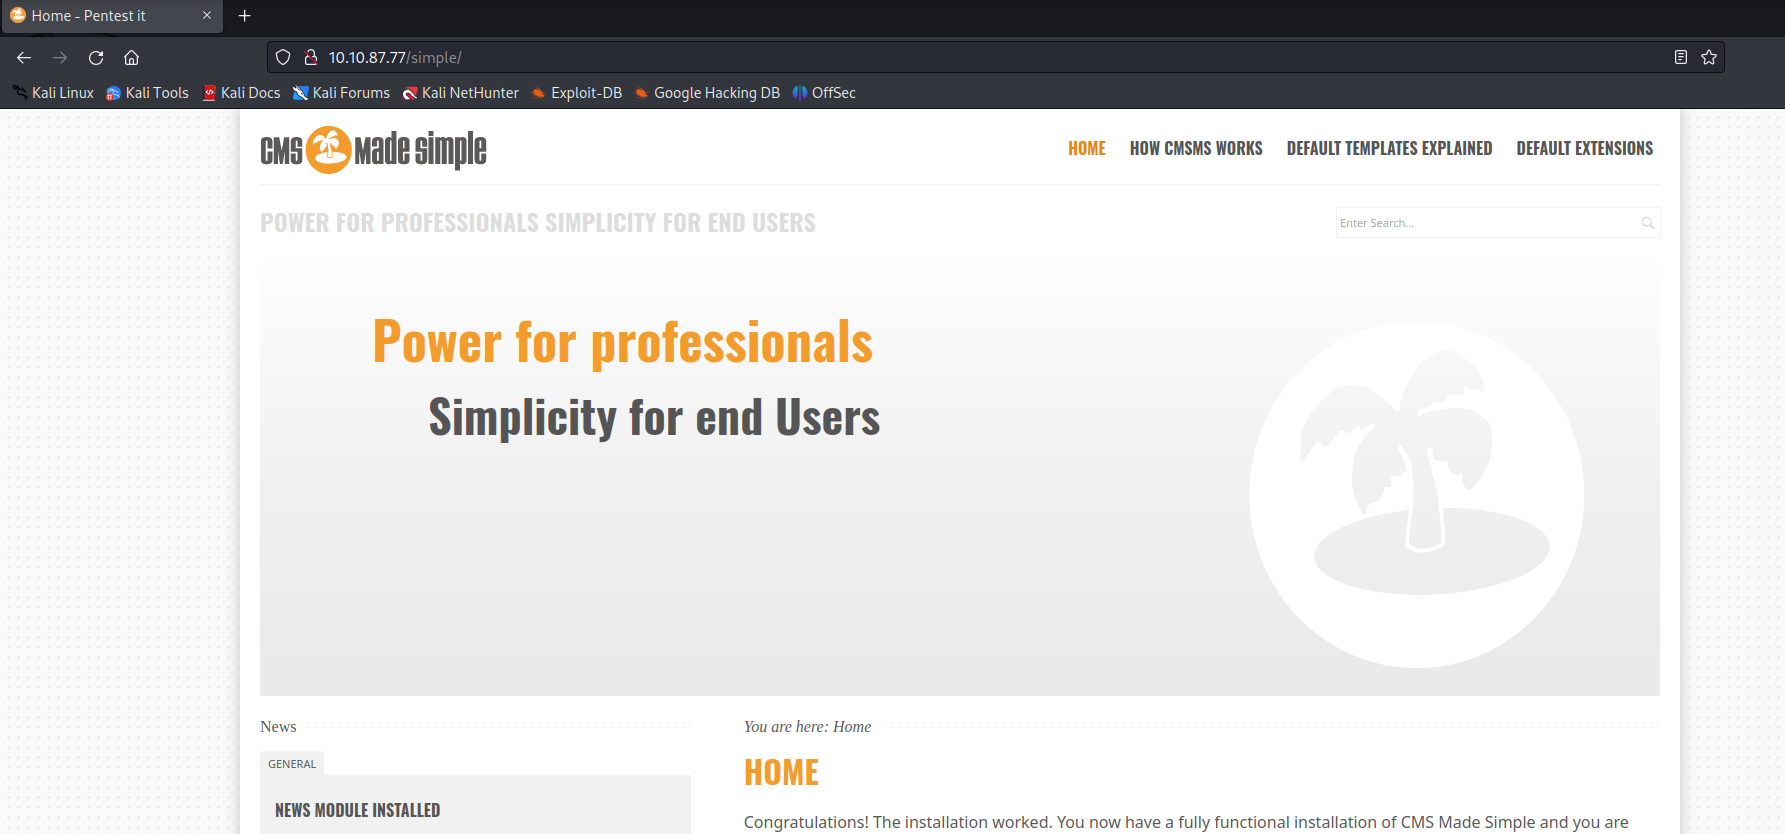 Home - Pentest it
10.10.87.77/simple/
Kali Linux Kali Tools Kali Docs Kali Forums Kali NetHunter Exploit-DB Google Hacking DB OffSec
CMS Made Simple
HOME HOW CMSMS WORKS DEFAULT TEMPLATES EXPLAINED DEFAULT EXTENSIONS
POWER FOR PROFESSIONALS SIMPLICITY FOR END USERS
Enter Search...
Power for professionals
Simplicity for end Users
News
GENERAL
NEWS MODULE INSTALLED
You are here: Home
HOME
Congratulations! The installation worked. You now have a fully functional installation of CMS Made Simple and you are